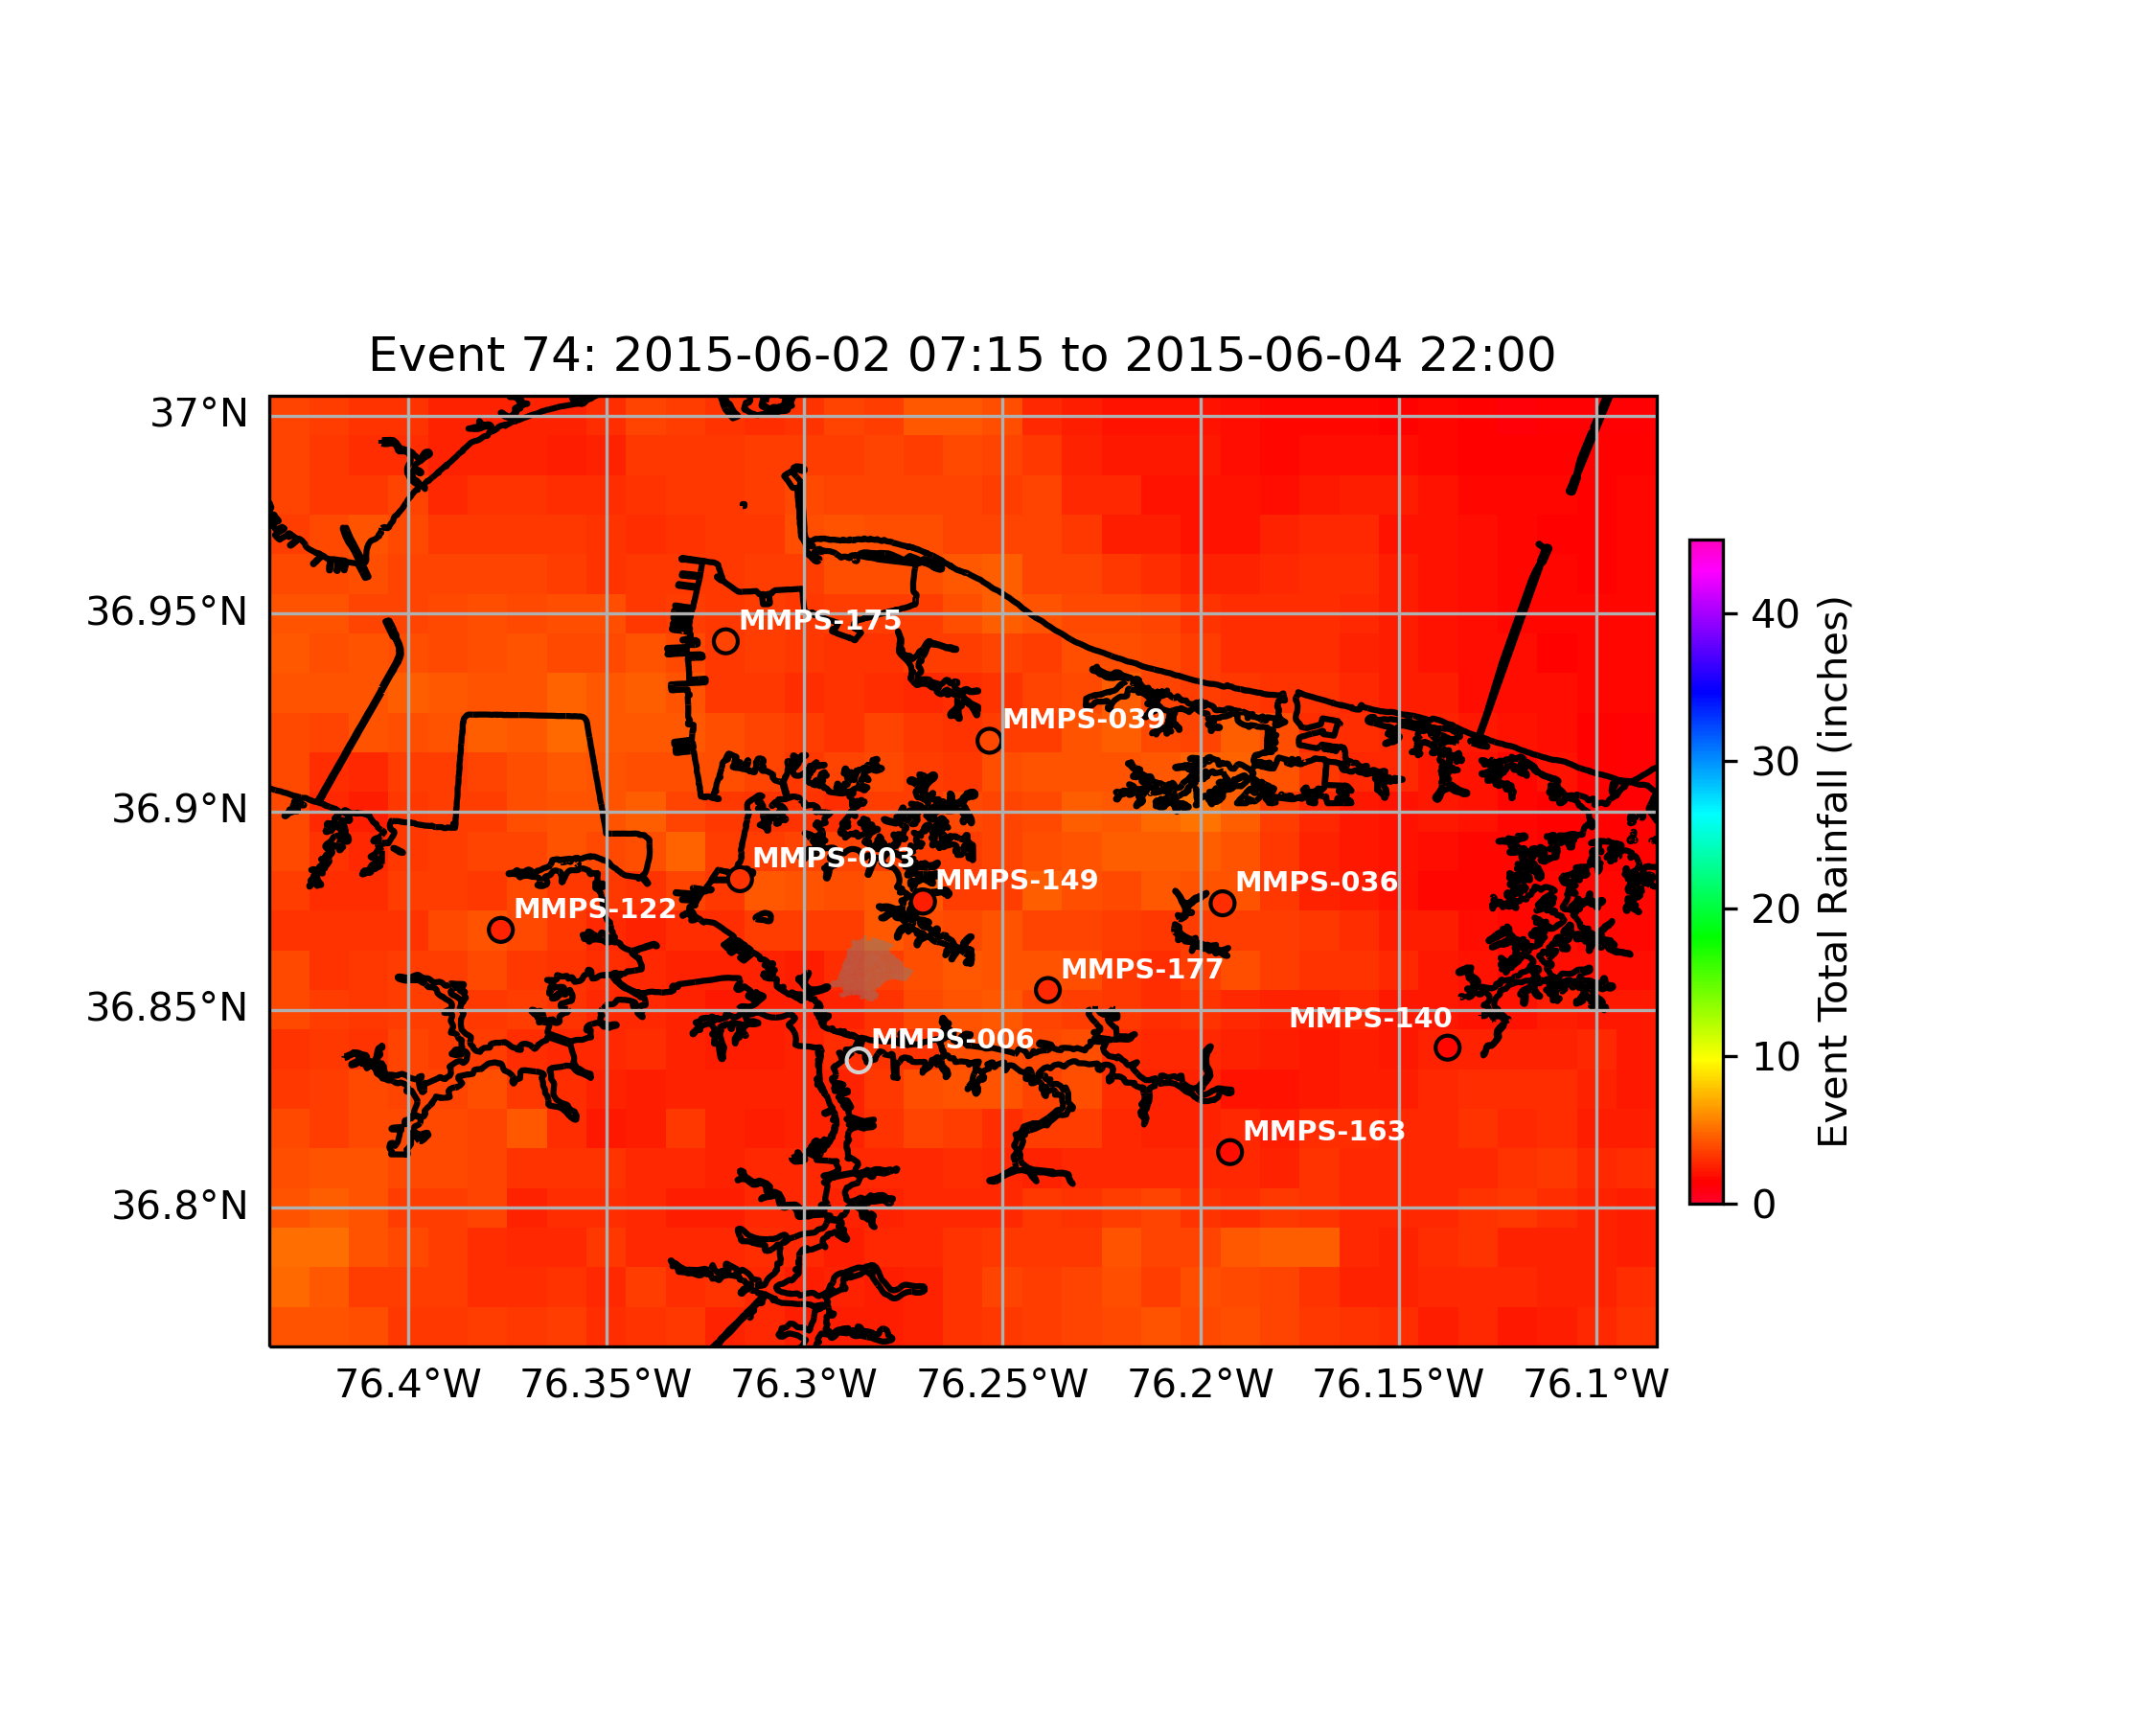 Event 74: 2015-06-02 07:15 to 2015-06-04 22:00
37°N
36.95°N
36.9°N
36.85°N
36.8°N
MMPS-175
MMPS-039
MMPS-003
MMPS-149
MMPS-036
MMPS-122
MMPS-177
MMPS-140
MMPS-006
MMPS-163
76.4°W 76.35°W 76.3°W 76.25°W 76.2°W 76.15°W 76.1°W
40
30
20
10
0
Event Total Rainfall (inches)